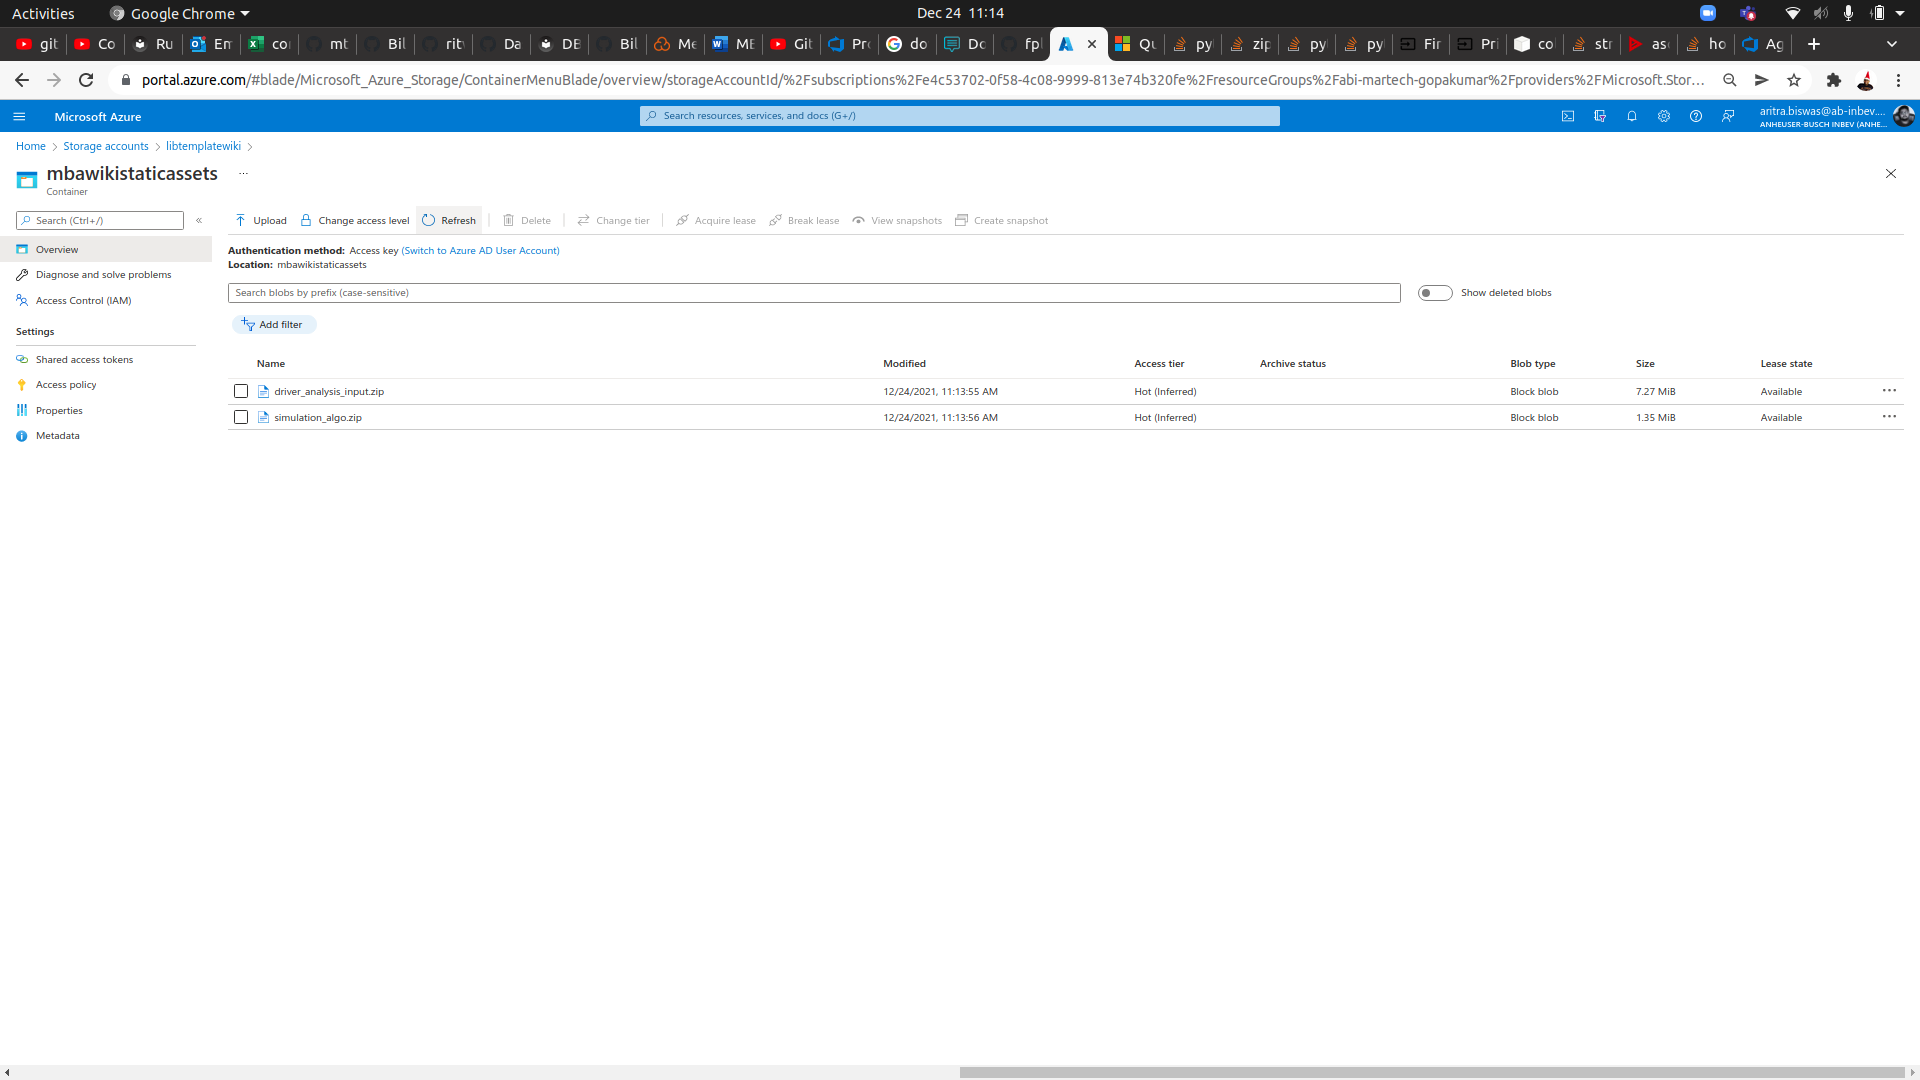 Activities Google Chrome Dec 24 11:14
git Co Ru Em co mt Bil rit Da DE Bil Me ME Git Pro do Do fpl Qu py zip py py Fir Pri co str as ho Ag
portal.azure.com/#blade/Microsoft_Azure_Storage/ContainerMenuBlade/overview/storageAccountId/%2Fsubscriptions%2Fe4c53702-0f58-4c08-9999-813e74b320fe%2FresourceGroups%2Fabi-martech-gopakumar%2Fproviders%2FMicrosoft.Stor...
Microsoft Azure Search resources, services, and docs (G+/) aritra.biswas@ab-inbev....
ANHEUSER-BUSCH INBEV (ANHE...
Home > Storage accounts > libtemplatewiki >
mbawikistaticassets ...
Container
Search (Ctrl+/) « Upload Change access level Refresh Delete Change tier Acquire lease Break lease View snapshots Create snapshot
Overview
Diagnose and solve problems
Access Control (IAM)
Settings
Shared access tokens
Access policy
Properties
Metadata
Authentication method: Access key (Switch to Azure AD User Account)
Location: mbawikistaticassets
Search blobs by prefix (case-sensitive) Show deleted blobs
Add filter
Name Modified Access tier Archive status Blob type Size Lease state
driver_analysis_input.zip 12/24/2021, 11:13:55 AM Hot (Inferred) Block blob 7.27 MiB Available ...
simulation_algo.zip 12/24/2021, 11:13:56 AM Hot (Inferred) Block blob 1.35 MiB Available ...